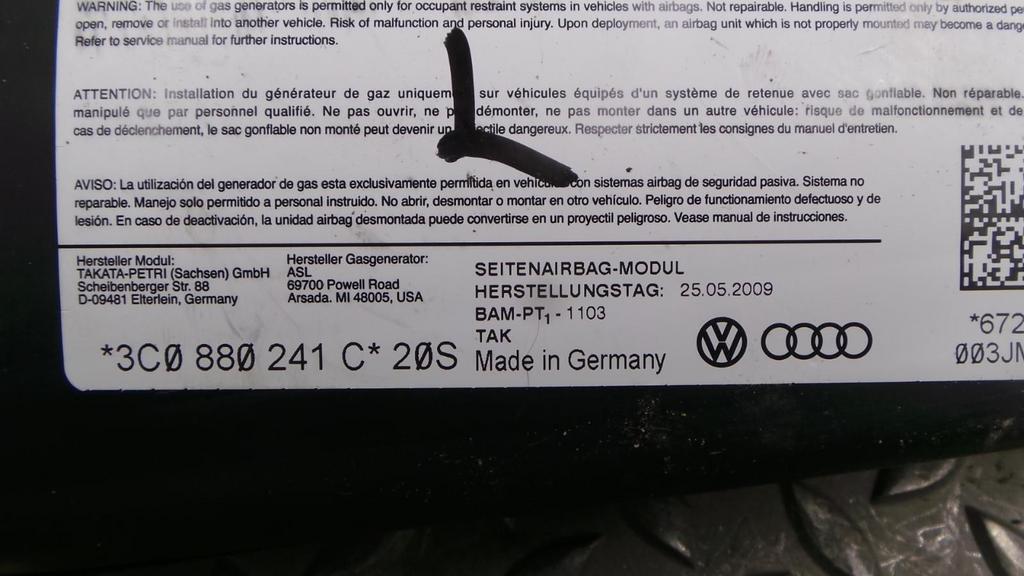 WARNING: The use of gas generators is permitted only for occupant restraint systems in vehicles with airbags. Not repairable. Handling is permitted only by authorized pe
open, remove or install into another vehicle. Risk of malfunction and personal injury. Upon deployment, an airbag unit which is not properly mounted may become a dang
Refer to service manual for further instructions.
ATTENTION: Installation du générateur de gaz uniquem sur véhicules équipés d'un système de retenue avec sac gonflable. Non réparable.
manipulé que par personnel qualifié. Ne pas ouvrir, ne p démonter, ne pas monter dans un autre véhicule: risque de malfonctionnement et de
cas de déclenchement, le sac gonflable non monté peut devenir un ectile dangereux. Respecter strictement les consignes du manuel d'entretien.
AVISO: La utilización del generador de gas esta exclusivamente permitida en vehículos con sistemas airbag de seguridad pasiva. Sistema no
reparable. Manejo solo permitido a personal instruido. No abrir, desmontar o montar en otro vehículo. Peligro de funcionamiento defectuoso y de
lesión. En caso de deactivación, la unidad airbag desmontada puede convertirse en un proyectil peligroso. Vease manual de instrucciones.
Hersteller Modul:
TAKATA-PETRI (Sachsen) GmbH
Scheibenberger Str. 88
D-09481 Elterlein, Germany
Hersteller Gasgenerator:
ASL
69700 Powell Road
Arsada. MI 48005, USA
*3C0 880 241 C* 20S
SEITENAIRBAG-MODUL
HERSTELLUNGSTAG: 25.05.2009
BAM-PT₁ - 1103
TAK
Made in Germany
*672
003JN